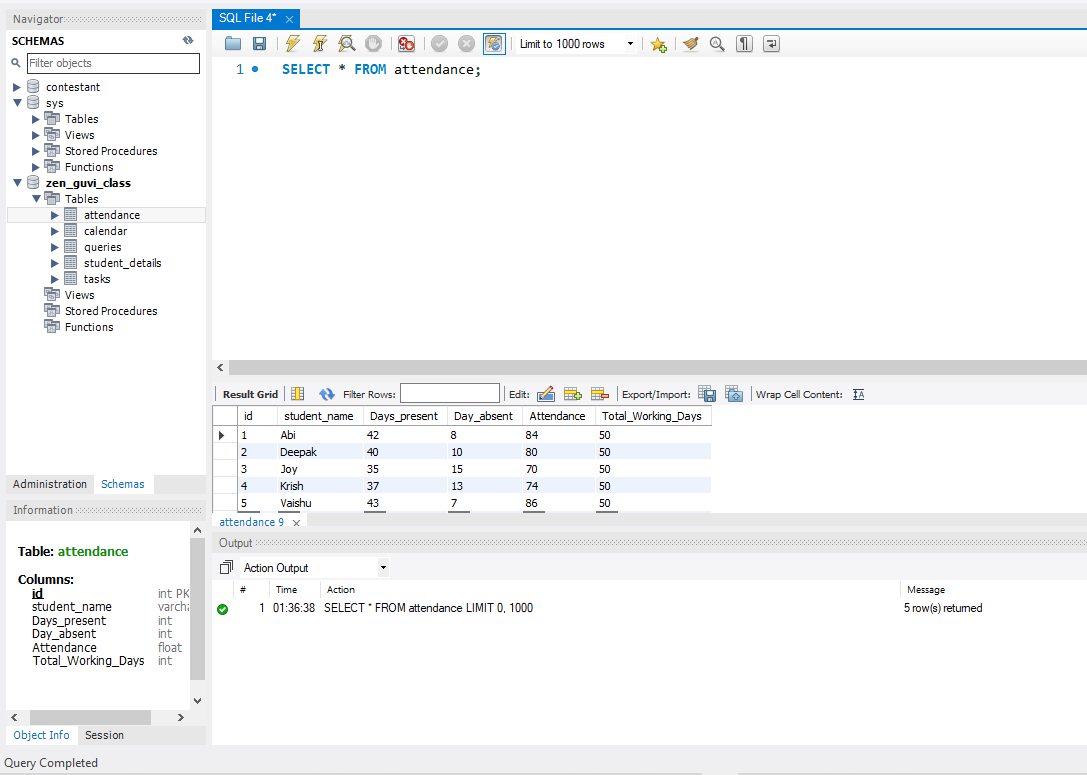 Navigator
SCHEMAS
Filter objects
contestant
sys
Tables
Views
Stored Procedures
Functions
zen_guvi_class
Tables
attendance
calendar
queries
student_details
tasks
Views
Stored Procedures
Functions
Administration Schemas
Information
Table: attendance
Columns:
id int PK
student_name varcha
Days_present int
Day_absent int
Attendance float
Total_Working_Days int
Object Info Session
Query Completed
SQL File 4*
Limit to 1000 rows
1 SELECT * FROM attendance;
Result Grid Filter Rows: Edit: Export/Import: Wrap Cell Content:
id student_name Days_present Day_absent Attendance Total_Working_Days
1 Abi 42 8 84 50
2 Deepak 40 10 80 50
3 Joy 35 15 70 50
4 Krish 37 13 74 50
5 Vaishu 43 7 86 50
attendance 9
Output
Action Output
# Time Action Message
1 01:36:38 SELECT * FROM attendance LIMIT 0, 1000 5 row(s) returned